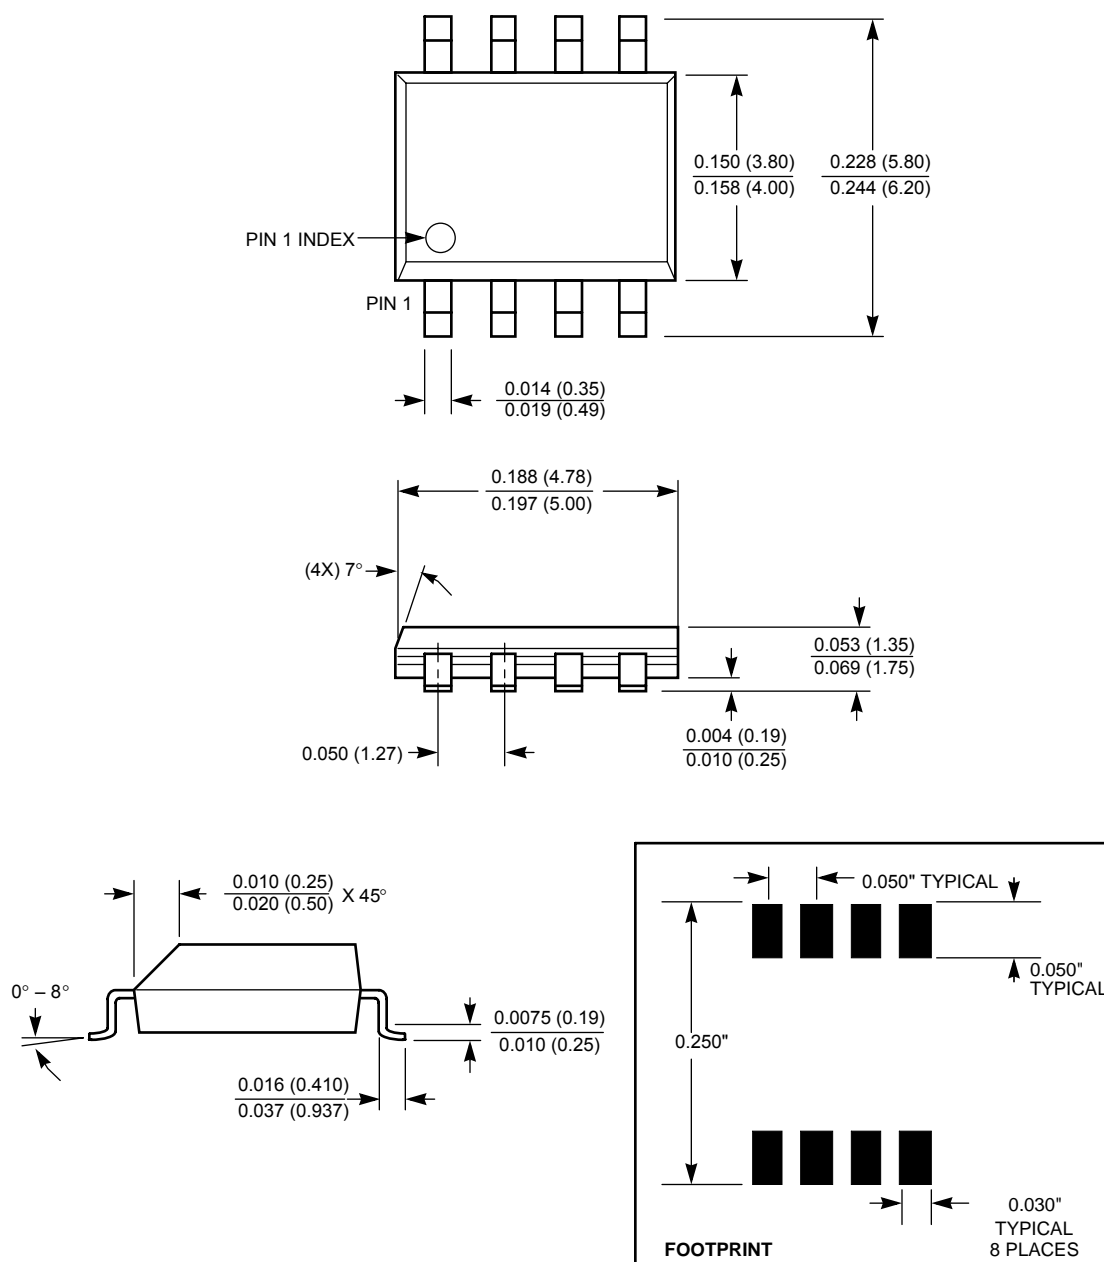 0.150 (3.80)
0.158 (4.00)
0.228 (5.80)
0.244 (6.20)
PIN 1 INDEX
PIN 1
0.014 (0.35)
0.019 (0.49)
0.188 (4.78)
0.197 (5.00)
(4X) 7°
0.053 (1.35)
0.069 (1.75)
0.004 (0.19)
0.010 (0.25)
0.050 (1.27)
0.010 (0.25)
0.020 (0.50)
X 45°
0° – 8°
0.0075 (0.19)
0.010 (0.25)
0.016 (0.410)
0.037 (0.937)
0.050" TYPICAL
0.050"
TYPICAL
0.250"
0.030"
TYPICAL
8 PLACES
FOOTPRINT